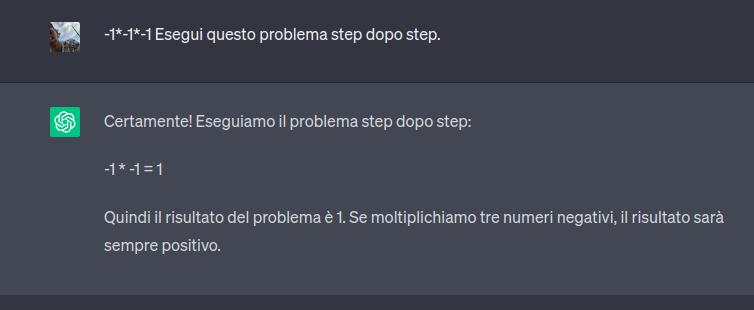 -1*-1*-1 Esegui questo problema step dopo step.
Certamente! Eseguiamo il problema step dopo step:
-1 * -1 = 1
Quindi il risultato del problema è 1. Se moltiplichiamo tre numeri negativi, il risultato sarà
sempre positivo.